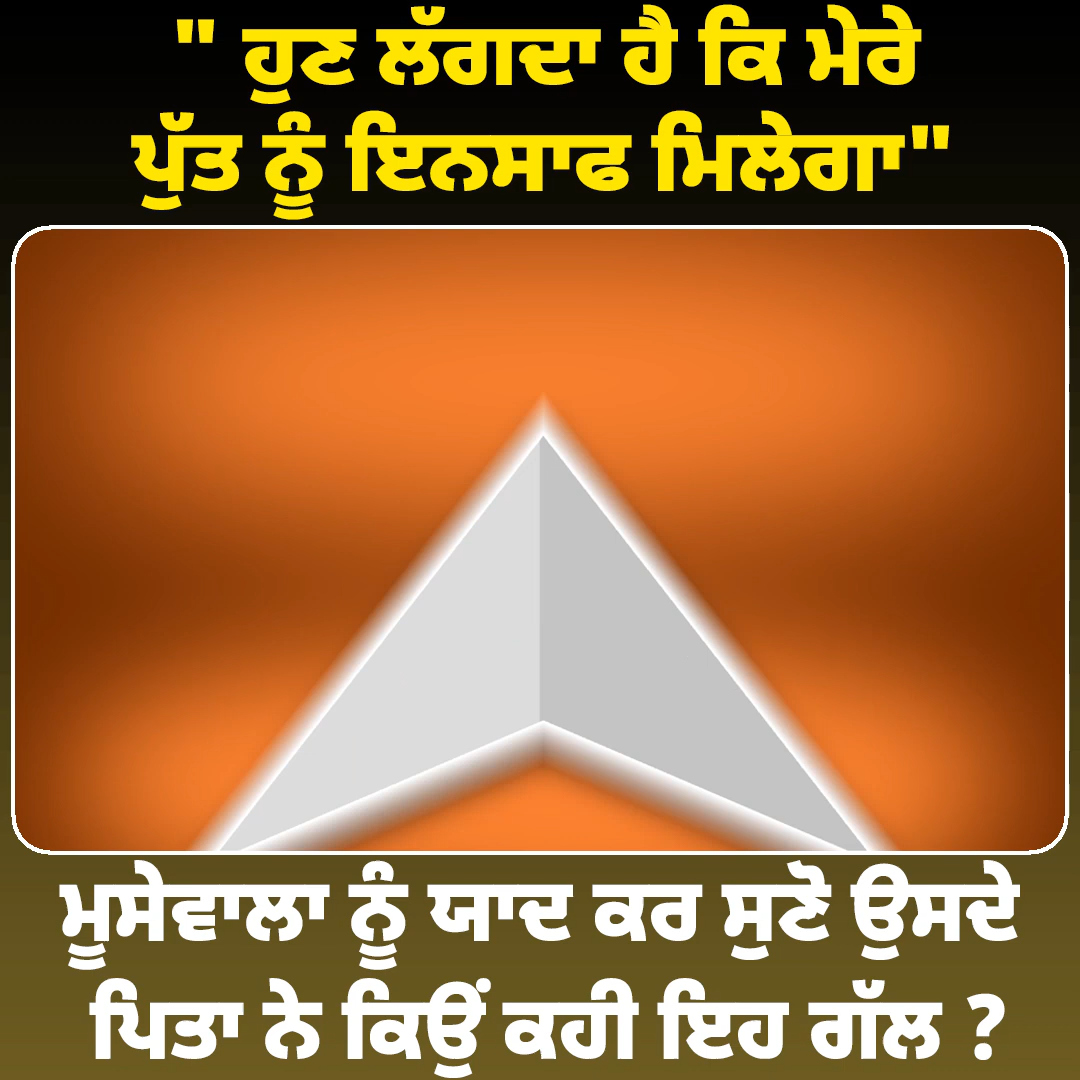 " ਹੁਣ ਲੱਗਦਾ ਹੈ ਕਿ ਮੇਰੇ
ਪੁੱਤ ਨੂੰ ਇਨਸਾਫ ਮਿਲੇਗਾ"
ਮੂਸੇਵਾਲਾ ਨੂੰ ਯਾਦ ਕਰ ਸੁਣੋ ਉਸਦੇ
ਪਿਤਾ ਨੇ ਕਿਉਂ ਕਹੀ ਇਹ ਗੱਲ ?